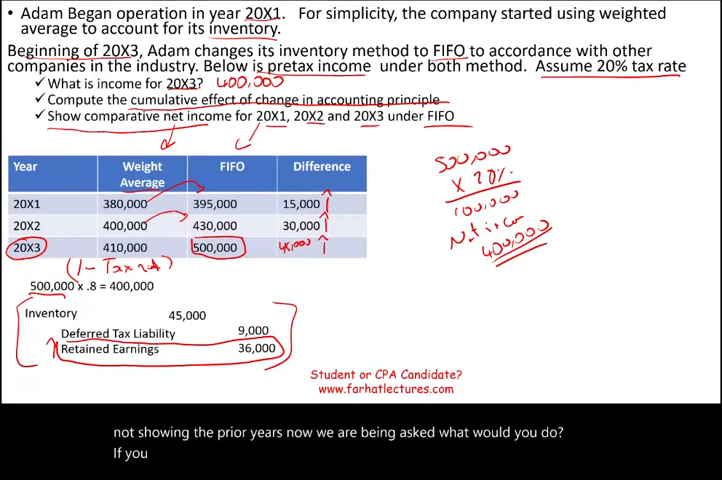 • Adam Began operation in year 20X1. For simplicity, the company started using weighted
average to account for its inventory.
Beginning of 20X3, Adam changes its inventory method to FIFO to accordance with other
companies in the industry. Below is pretax income under both method. Assume 20% tax rate
✓ What is income for 20X3? 400,000
✓ Compute the cumulative effect of change in accounting principle
✓ Show comparative net income for 20X1, 20X2 and 20X3 under FIFO
Year Weight Average FIFO Difference
20X1 380,000 395,000 15,000
20X2 400,000 430,000 30,000
20X3 410,000 500,000
(1 - Tax rate)
500,000 x .8 = 400,000
Inventory 45,000
Deferred Tax Liability 9,000
Retained Earnings 36,000
500,000
x 20%
100,000
Net incom
400,000
Student or CPA Candidate?
www.farhatlectures.com
not showing the prior years now we are being asked what would you do?
If you